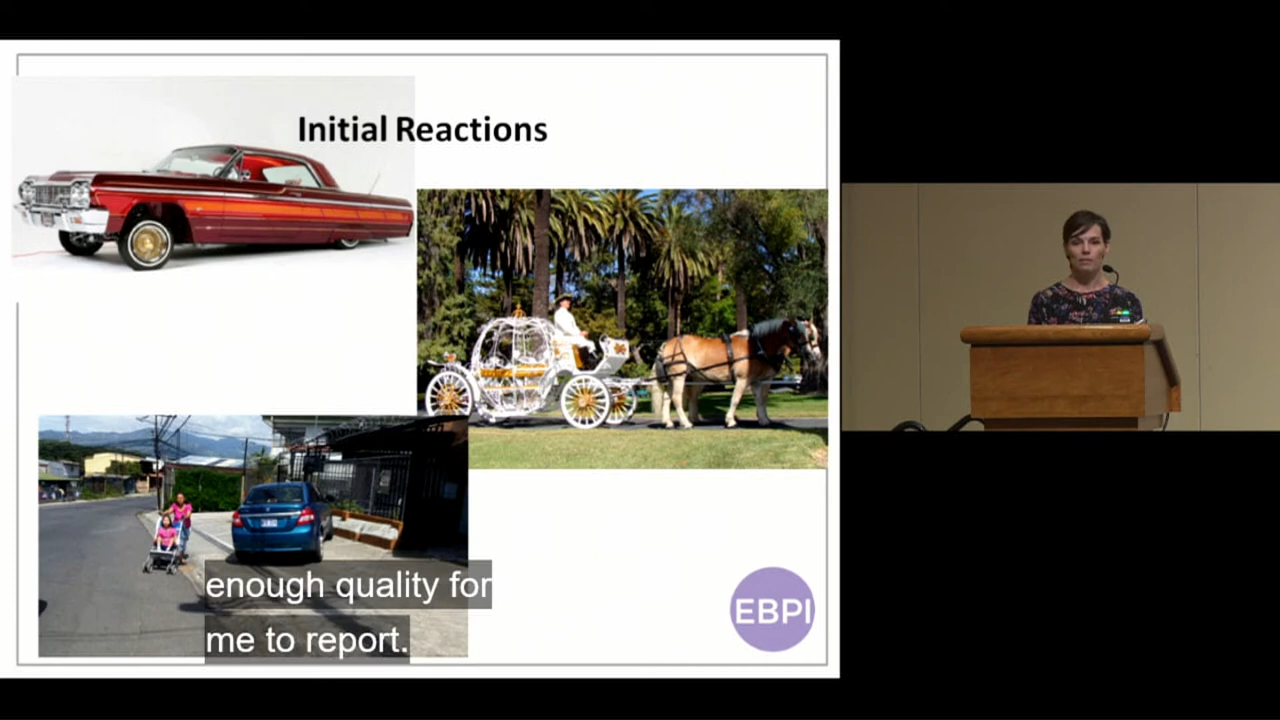 Initial Reactions
enough quality for
me to report.
EBPI